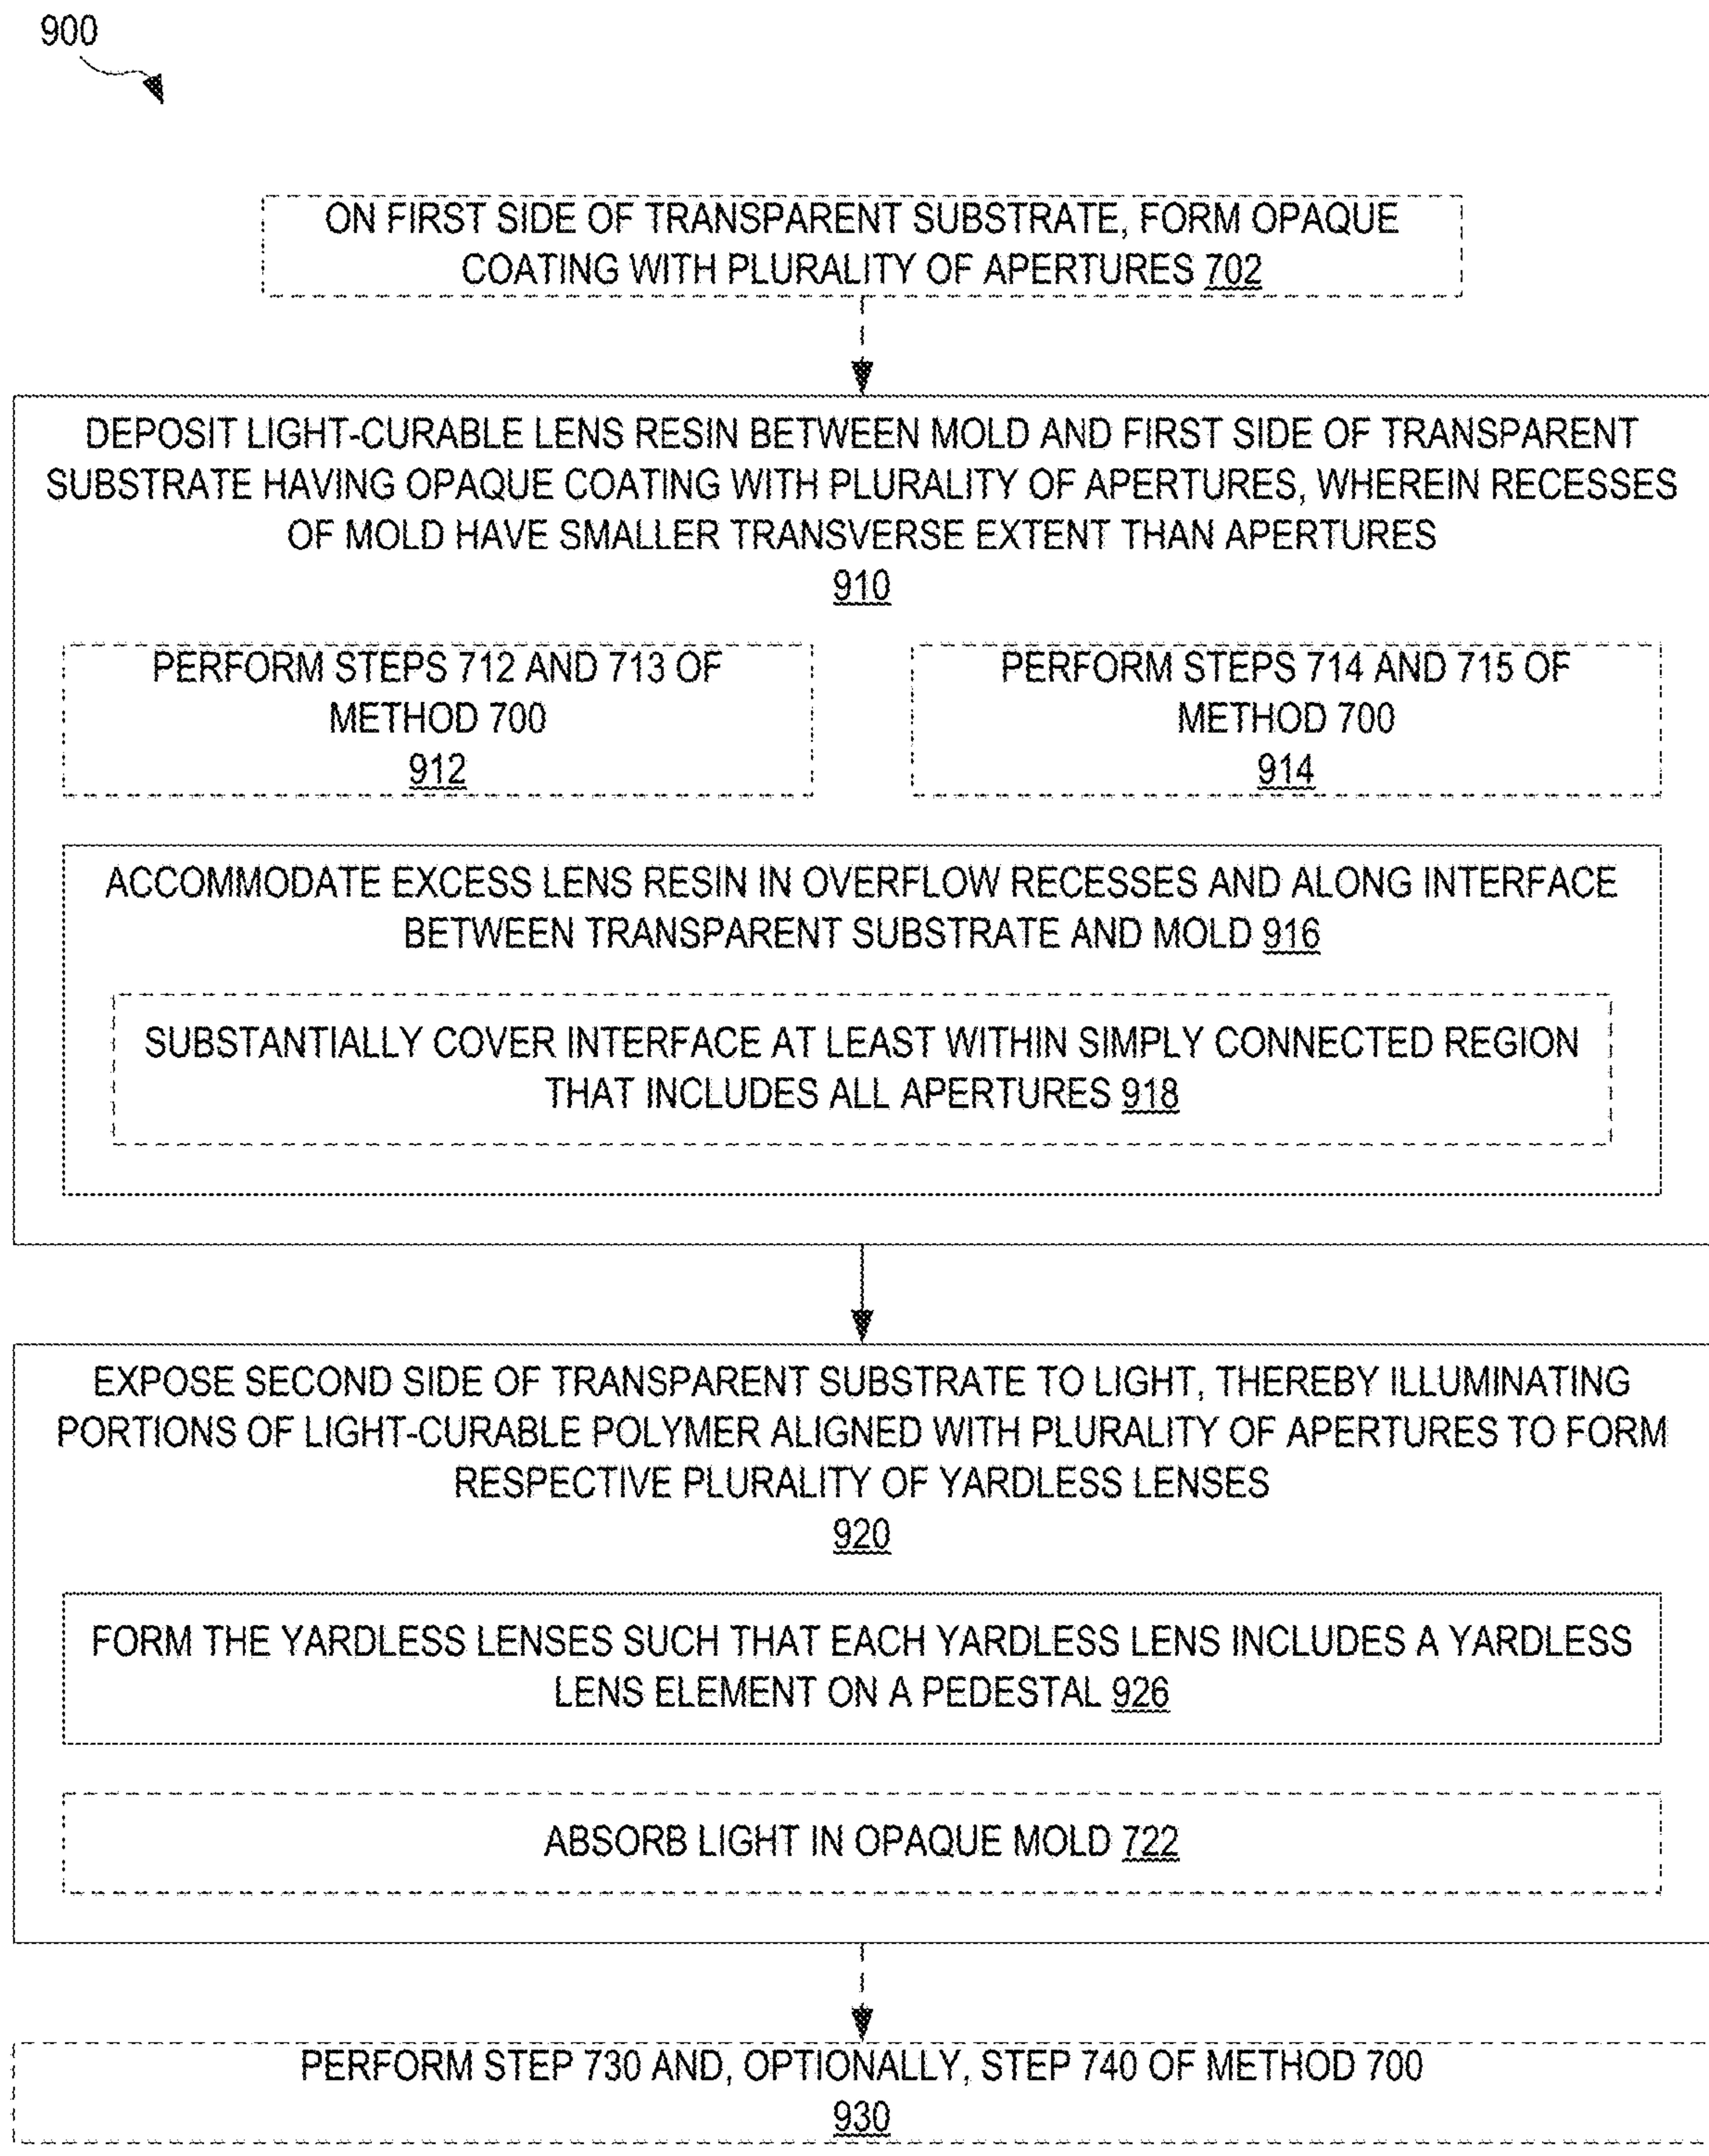 900
ON FIRST SIDE OF TRANSPARENT SUBSTRATE, FORM OPAQUE
COATING WITH PLURALITY OF APERTURES 702
DEPOSIT LIGHT-CURABLE LENS RESIN BETWEEN MOLD AND FIRST SIDE OF TRANSPARENT
SUBSTRATE HAVING OPAQUE COATING WITH PLURALITY OF APERTURES, WHEREIN RECESSES
OF MOLD HAVE SMALLER TRANSVERSE EXTENT THAN APERTURES
910
PERFORM STEPS 712 AND 713 OF
METHOD 700
912
PERFORM STEPS 714 AND 715 OF
METHOD 700
914
ACCOMMODATE EXCESS LENS RESIN IN OVERFLOW RECESSES AND ALONG INTERFACE
BETWEEN TRANSPARENT SUBSTRATE AND MOLD 916
SUBSTANTIALLY COVER INTERFACE AT LEAST WITHIN SIMPLY CONNECTED REGION
THAT INCLUDES ALL APERTURES 918
EXPOSE SECOND SIDE OF TRANSPARENT SUBSTRATE TO LIGHT, THEREBY ILLUMINATING
PORTIONS OF LIGHT-CURABLE POLYMER ALIGNED WITH PLURALITY OF APERTURES TO FORM
RESPECTIVE PLURALITY OF YARDLESS LENSES
920
FORM THE YARDLESS LENSES SUCH THAT EACH YARDLESS LENS INCLUDES A YARDLESS
LENS ELEMENT ON A PEDESTAL 926
ABSORB LIGHT IN OPAQUE MOLD 722
PERFORM STEP 730 AND, OPTIONALLY, STEP 740 OF METHOD 700
930